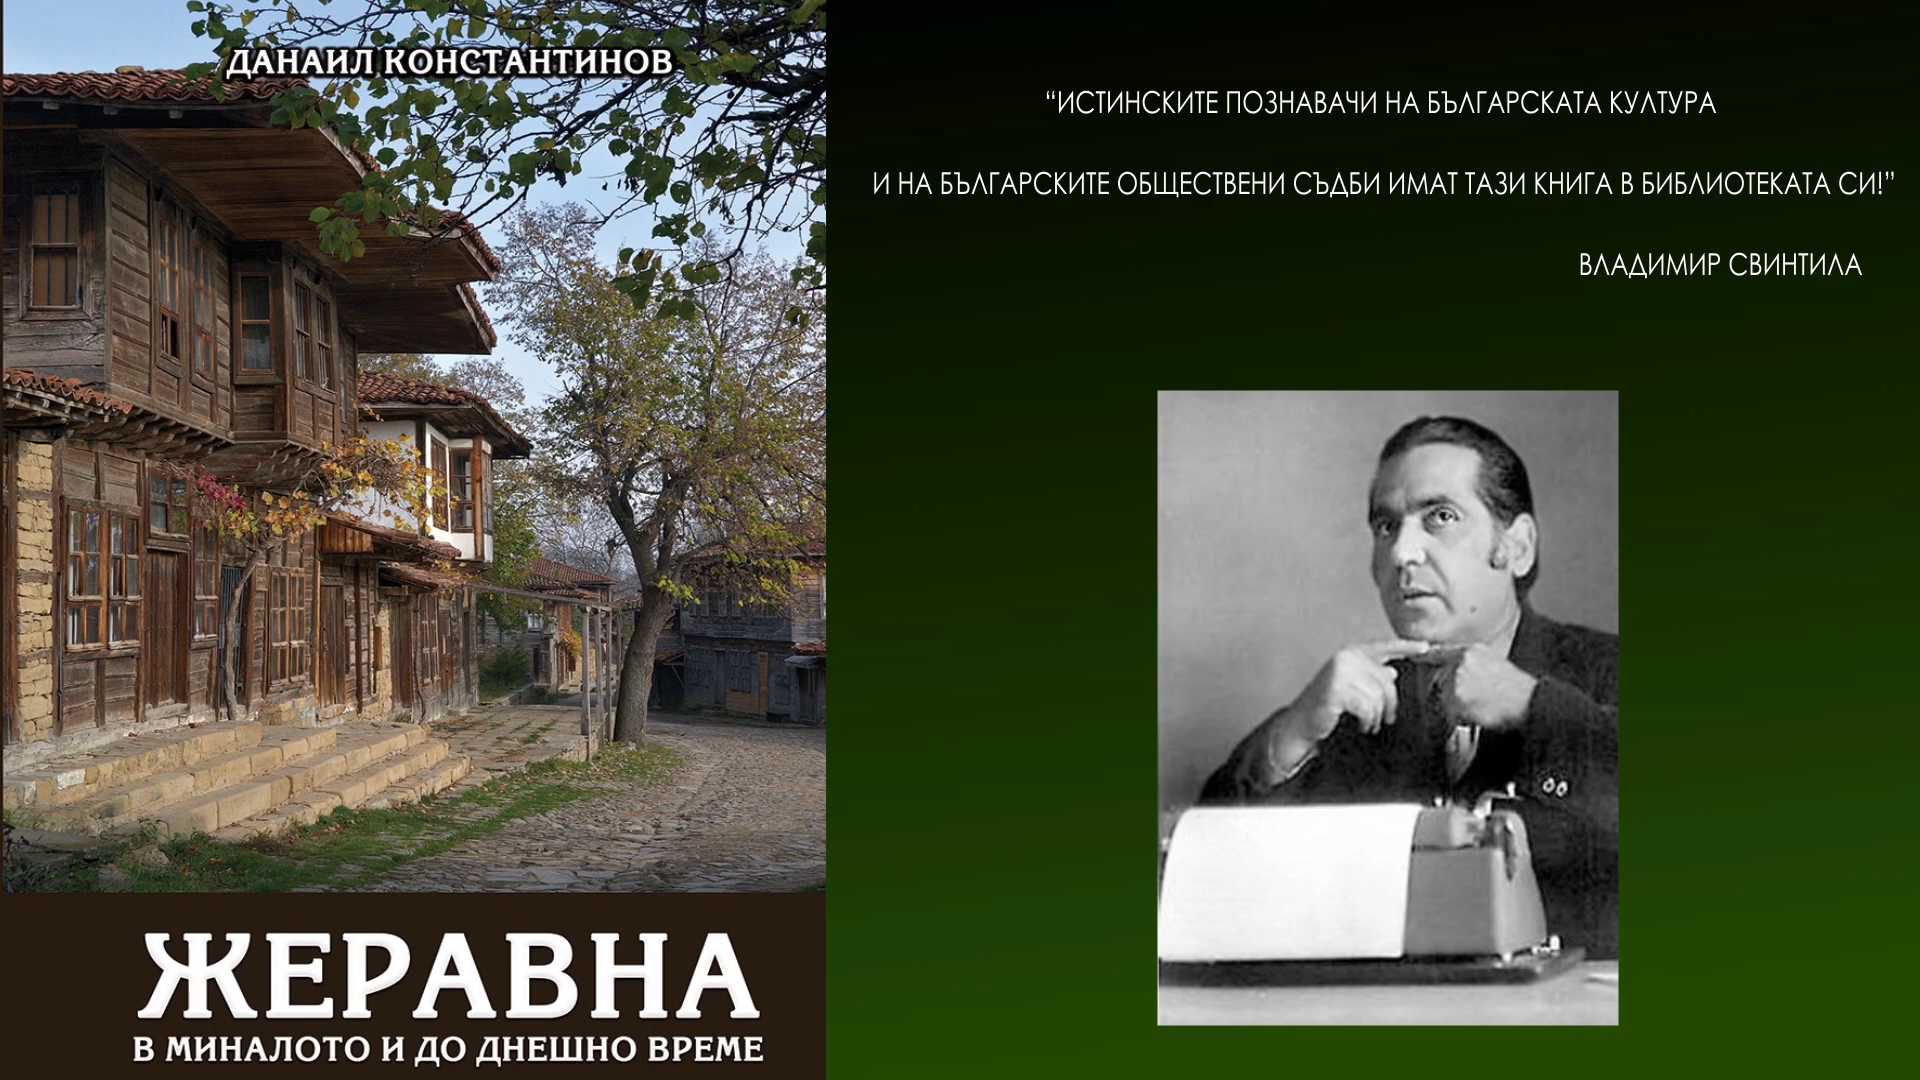 ДАНАИЛ КОНСТАНТИНОВ
ЖЕРАВНА
В МИНАЛОТО И ДО ДНЕШНО ВРЕМЕ
“ИСТИНСКИТЕ ПОЗНАВАЧИ НА БЪЛГАРСКАТА КУЛТУРА
И НА БЪЛГАРСКИТЕ ОБЩЕСТВЕНИ СЪДБИ ИМАТ ТАЗИ КНИГА В БИБЛИОТЕКАТА СИ!”
ВЛАДИМИР СВИНТИЛА